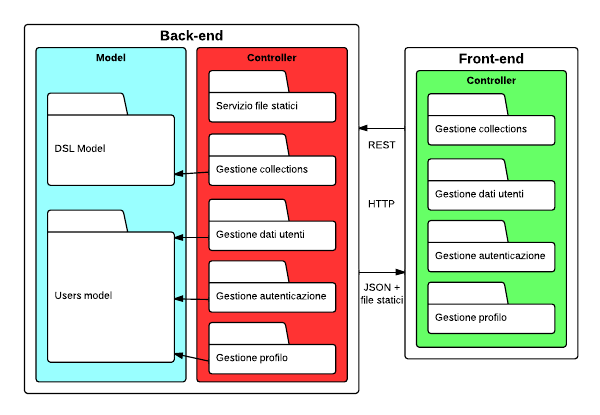 Back-end
Model
Controller
DSL Model
Users model
Servizio file statici
Gestione collections
Gestione dati utenti
Gestione autenticazione
Gestione profilo
REST
HTTP
JSON +
file statici
Front-end
Controller
Gestione collections
Gestione dati utenti
Gestione autenticazione
Gestione profilo